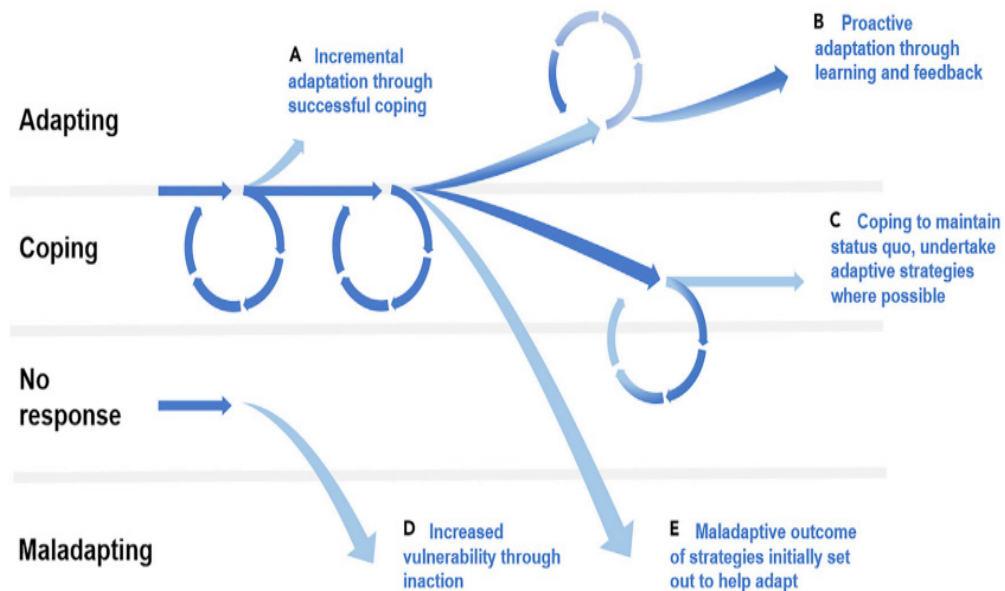 Adapting
A Incremental
adaptation through
successful coping
B Proactive
adaptation through
learning and feedback
Coping
C Coping to maintain
status quo, undertake
adaptive strategies
where possible
No
response
Maladapting
D Increased
vulnerability through
inaction
E Maladaptive outcome
of strategies initially set
out to help adapt